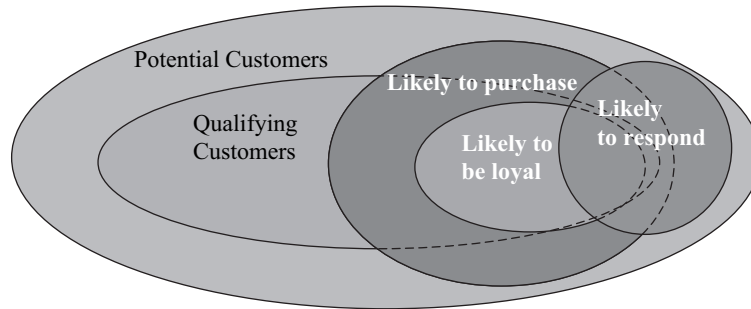 Potential Customers
Likely to purchase
Qualifying
Customers
Likely to
be loyal
Likely
to respond